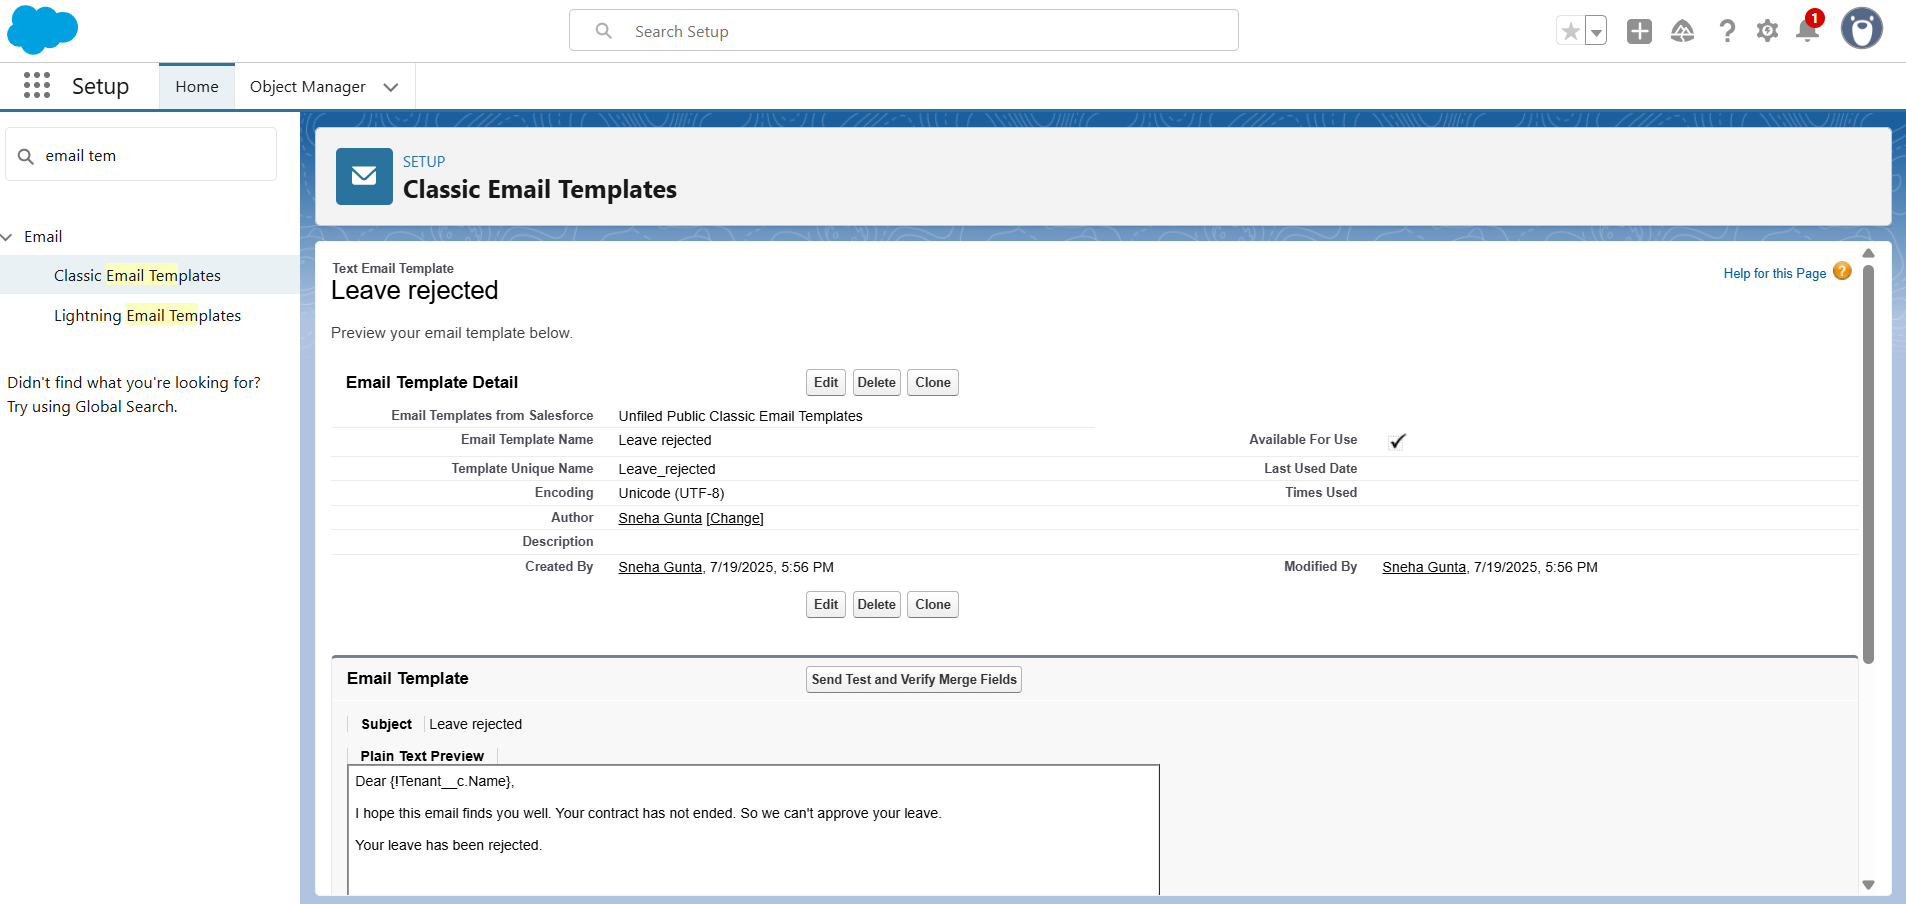 Search Setup
1
Setup
Home
Object Manager
email tem
Email
Classic Email Templates
Lightning Email Templates
Didn't find what you're looking for?
Try using Global Search.
SETUP
Classic Email Templates
Text Email Template
Leave rejected
Help for this Page ?
Preview your email template below.
Email Template Detail
Edit Delete Clone
Email Templates from Salesforce Unfiled Public Classic Email Templates
Email Template Name Leave rejected Available For Use
Template Unique Name Leave_rejected Last Used Date
Encoding Unicode (UTF-8) Times Used
Author Sneha Gunta [Change]
Description
Created By Sneha Gunta, 7/19/2025, 5:56 PM Modified By Sneha Gunta, 7/19/2025, 5:56 PM
Edit Delete Clone
Email Template
Send Test and Verify Merge Fields
Subject Leave rejected
Plain Text Preview
Dear {!Tenant__c.Name},
I hope this email finds you well. Your contract has not ended. So we can't approve your leave.
Your leave has been rejected.